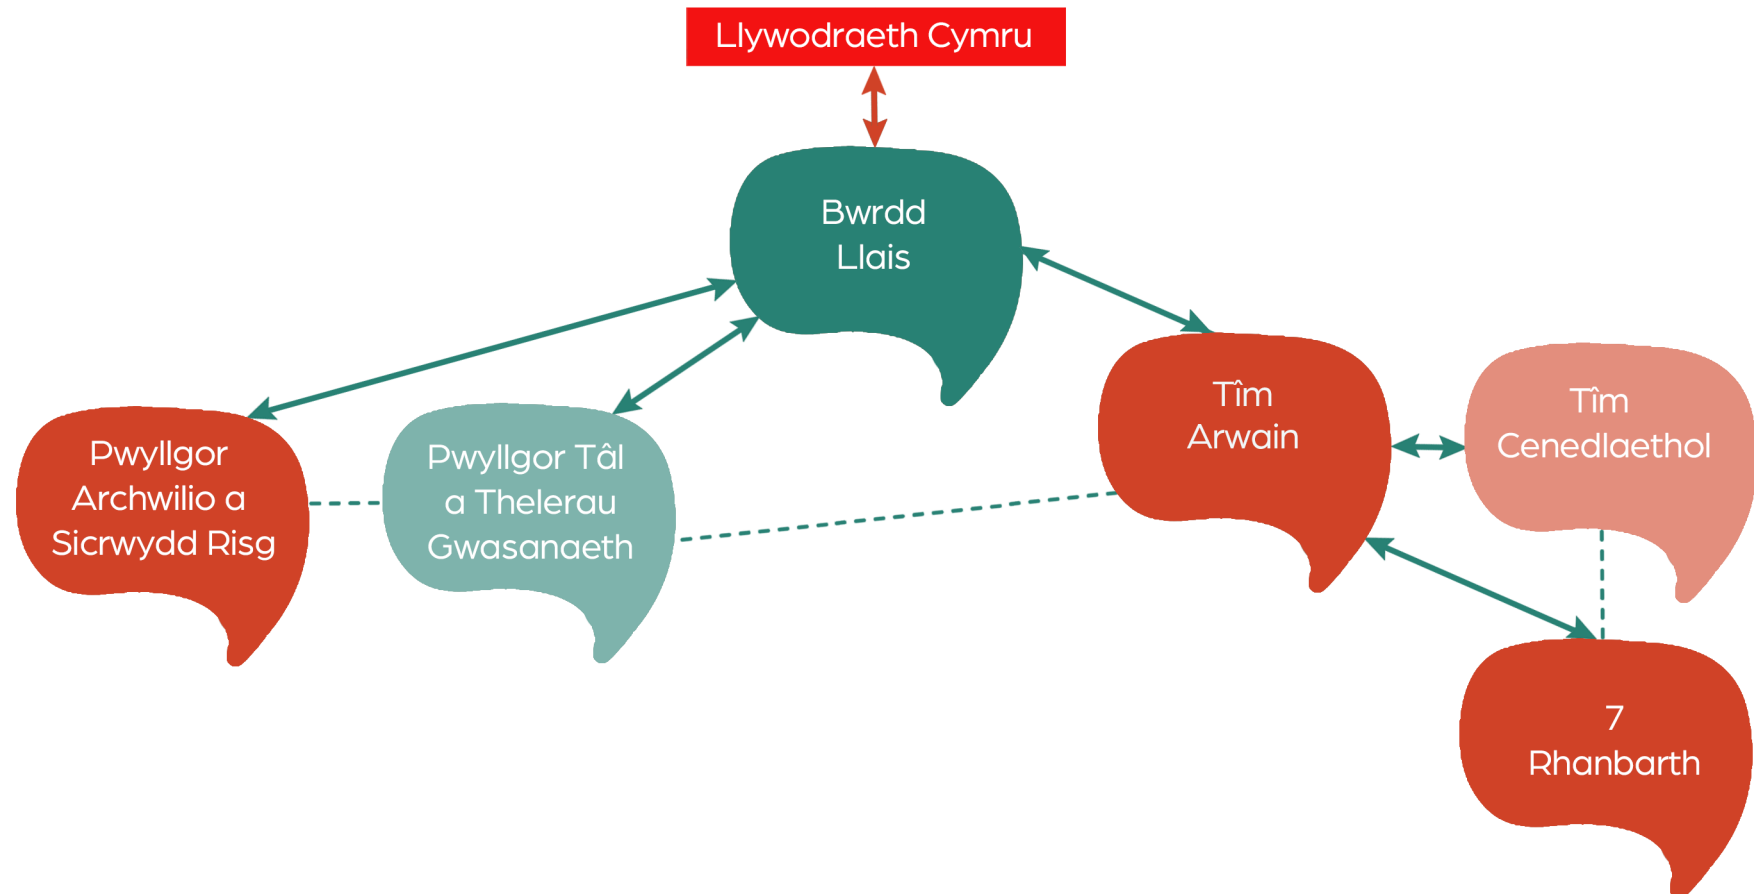 Llywodraeth Cymru
Bwrdd
Llais
Pwyllgor
Archwilio a
Sicrwydd Risg
Pwyllgor Tâl
a Thelerau
Gwasanaeth
Tîm
Arwain
Tîm
Cenedlaethol
7
Rhanbarth